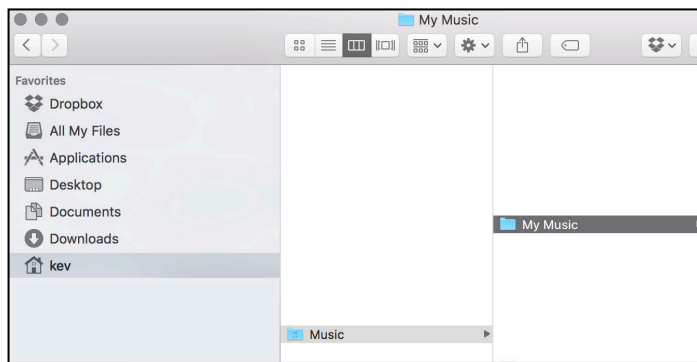 My Music
Favorites
Dropbox
All My Files
Applications
Desktop
Documents
Downloads
kev
My Music
Music